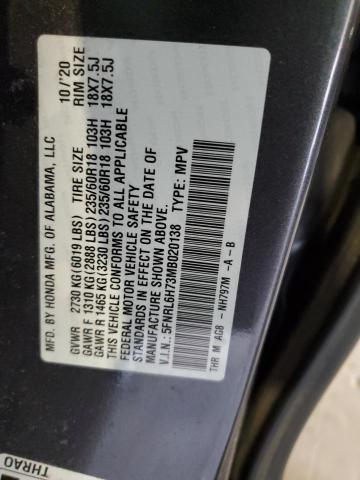 MFD. BY HONDA MFG. OF ALABAMA, LLC 10/'20
GVWR 2730 KG(6019 LBS) TIRE SIZE RIM SIZE
GAWR F 1310 KG(2888 LBS) 235/60R18 103H 18X7.5J
GAWR R 1465 KG(3230 LBS) 235/60R18 103H 18X7.5J
THIS VEHICLE CONFORMS TO ALL APPLICABLE
FEDERAL MOTOR VEHICLE SAFETY
STANDARDS IN EFFECT ON THE DATE OF
MANUFACTURE SHOWN ABOVE.
V.I.N.: 5FNRL6H73MB020138 TYPE: MPV
THR M AGB - NH797M -A - B
THRAO